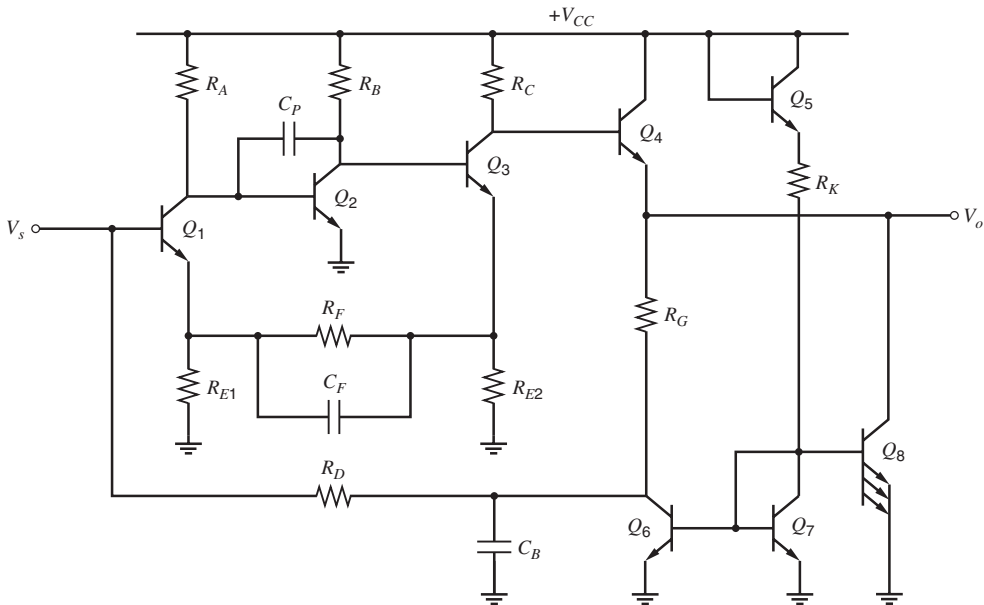 +V_CC
R_A
R_B
R_C
C_P
Q_4
Q_5
Q_2
Q_3
R_K
V_s
Q_1
V_o
R_F
R_G
R_E1
C_F
R_E2
Q_8
R_D
Q_6
Q_7
C_B